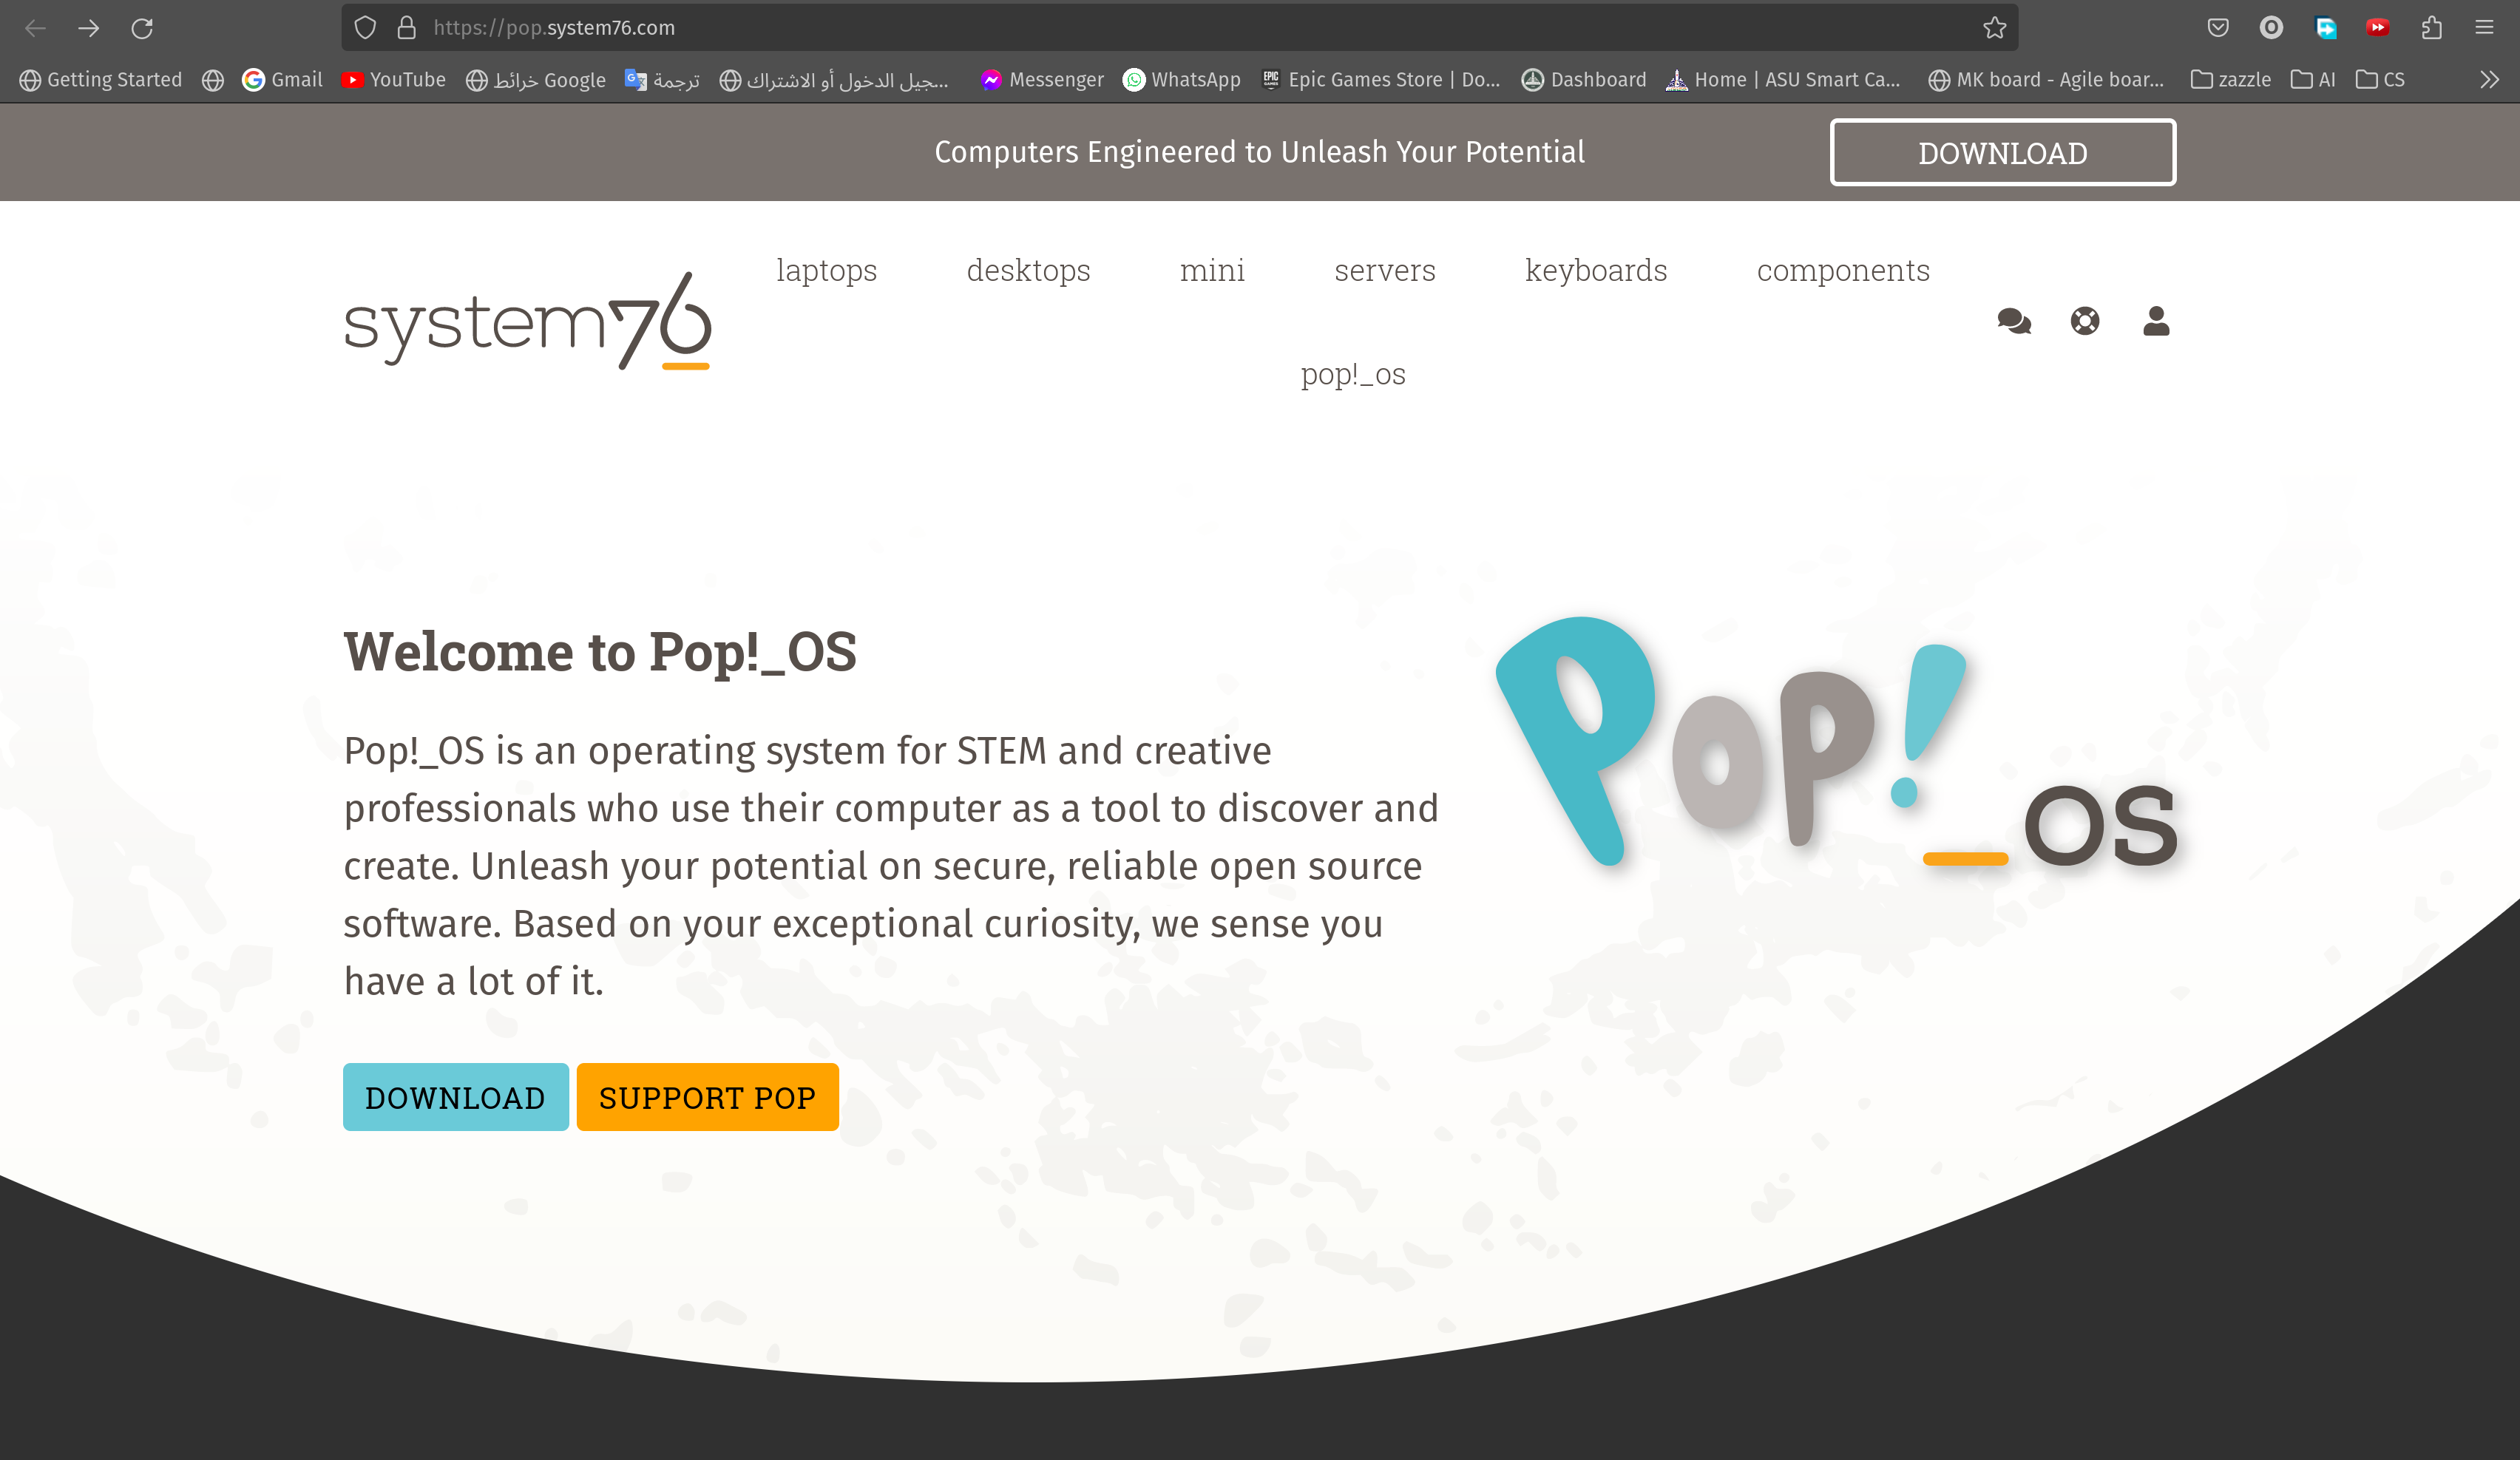 https://pop.system76.com
Getting Started
Gmail
YouTube
خرائط Google
ترجمة
...جيل الدخول أو الاشتراك
Messenger
WhatsApp
Epic Games Store | Do...
Dashboard
Home | ASU Smart Ca...
MK board - Agile boar...
zazzle
AI
CS
Computers Engineered to Unleash Your Potential
DOWNLOAD
system76
laptops
desktops
mini
servers
keyboards
components
pop!_os
Welcome to Pop!_OS
Pop!_OS is an operating system for STEM and creative
professionals who use their computer as a tool to discover and
create. Unleash your potential on secure, reliable open source
software. Based on your exceptional curiosity, we sense you
have a lot of it.
Pop!_OS
DOWNLOAD
SUPPORT POP